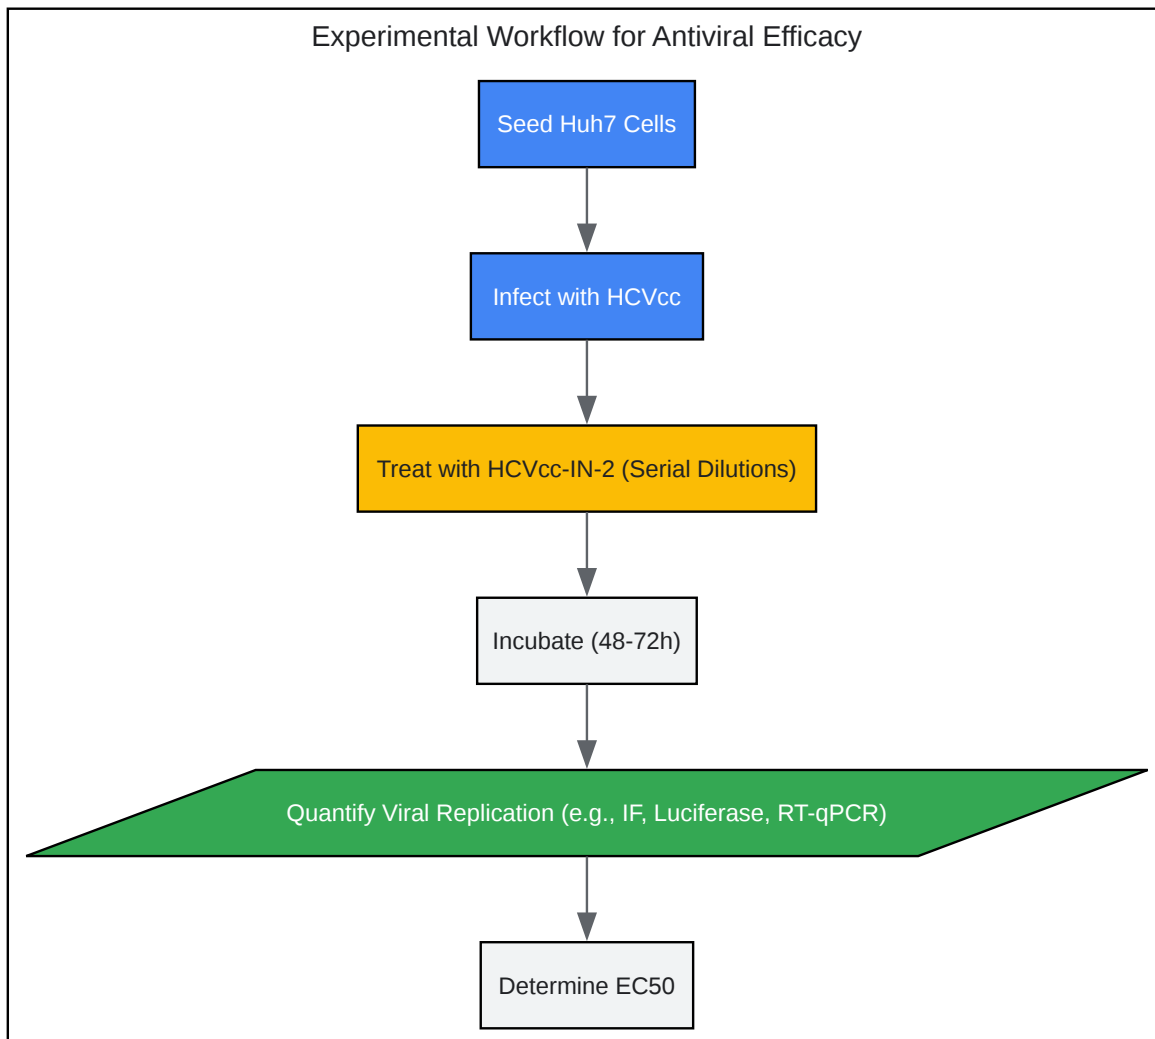 Experimental Workflow for Antiviral Efficacy
Seed Huh7 Cells
Infect with HCVcc
Treat with HCVcc-IN-2 (Serial Dilutions)
Incubate (48-72h)
Quantify Viral Replication (e.g., IF, Luciferase, RT-qPCR)
Determine EC50